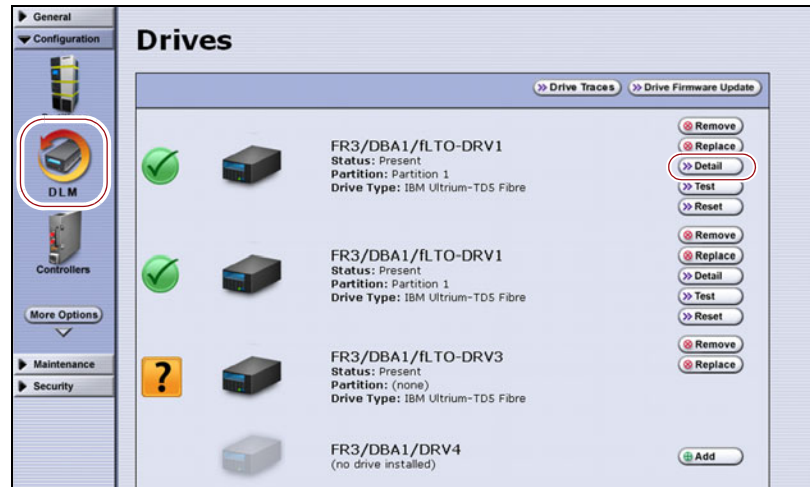 General
Configuration
DLM
Controllers
More Options
Maintenance
Security
Drives
Drive Traces
Drive Firmware Update
FR3/DBA1/fLTO-DRV1
Status: Present
Partition: Partition 1
Drive Type: IBM Ultrium-TD5 Fibre
Remove
Replace
Detail
Test
Reset
FR3/DBA1/fLTO-DRV1
Status: Present
Partition: Partition 1
Drive Type: IBM Ultrium-TD5 Fibre
Remove
Replace
Detail
Test
Reset
FR3/DBA1/fLTO-DRV3
Status: Present
Partition: (none)
Drive Type: IBM Ultrium-TD5 Fibre
Remove
Replace
FR3/DBA1/DRV4
(no drive installed)
Add